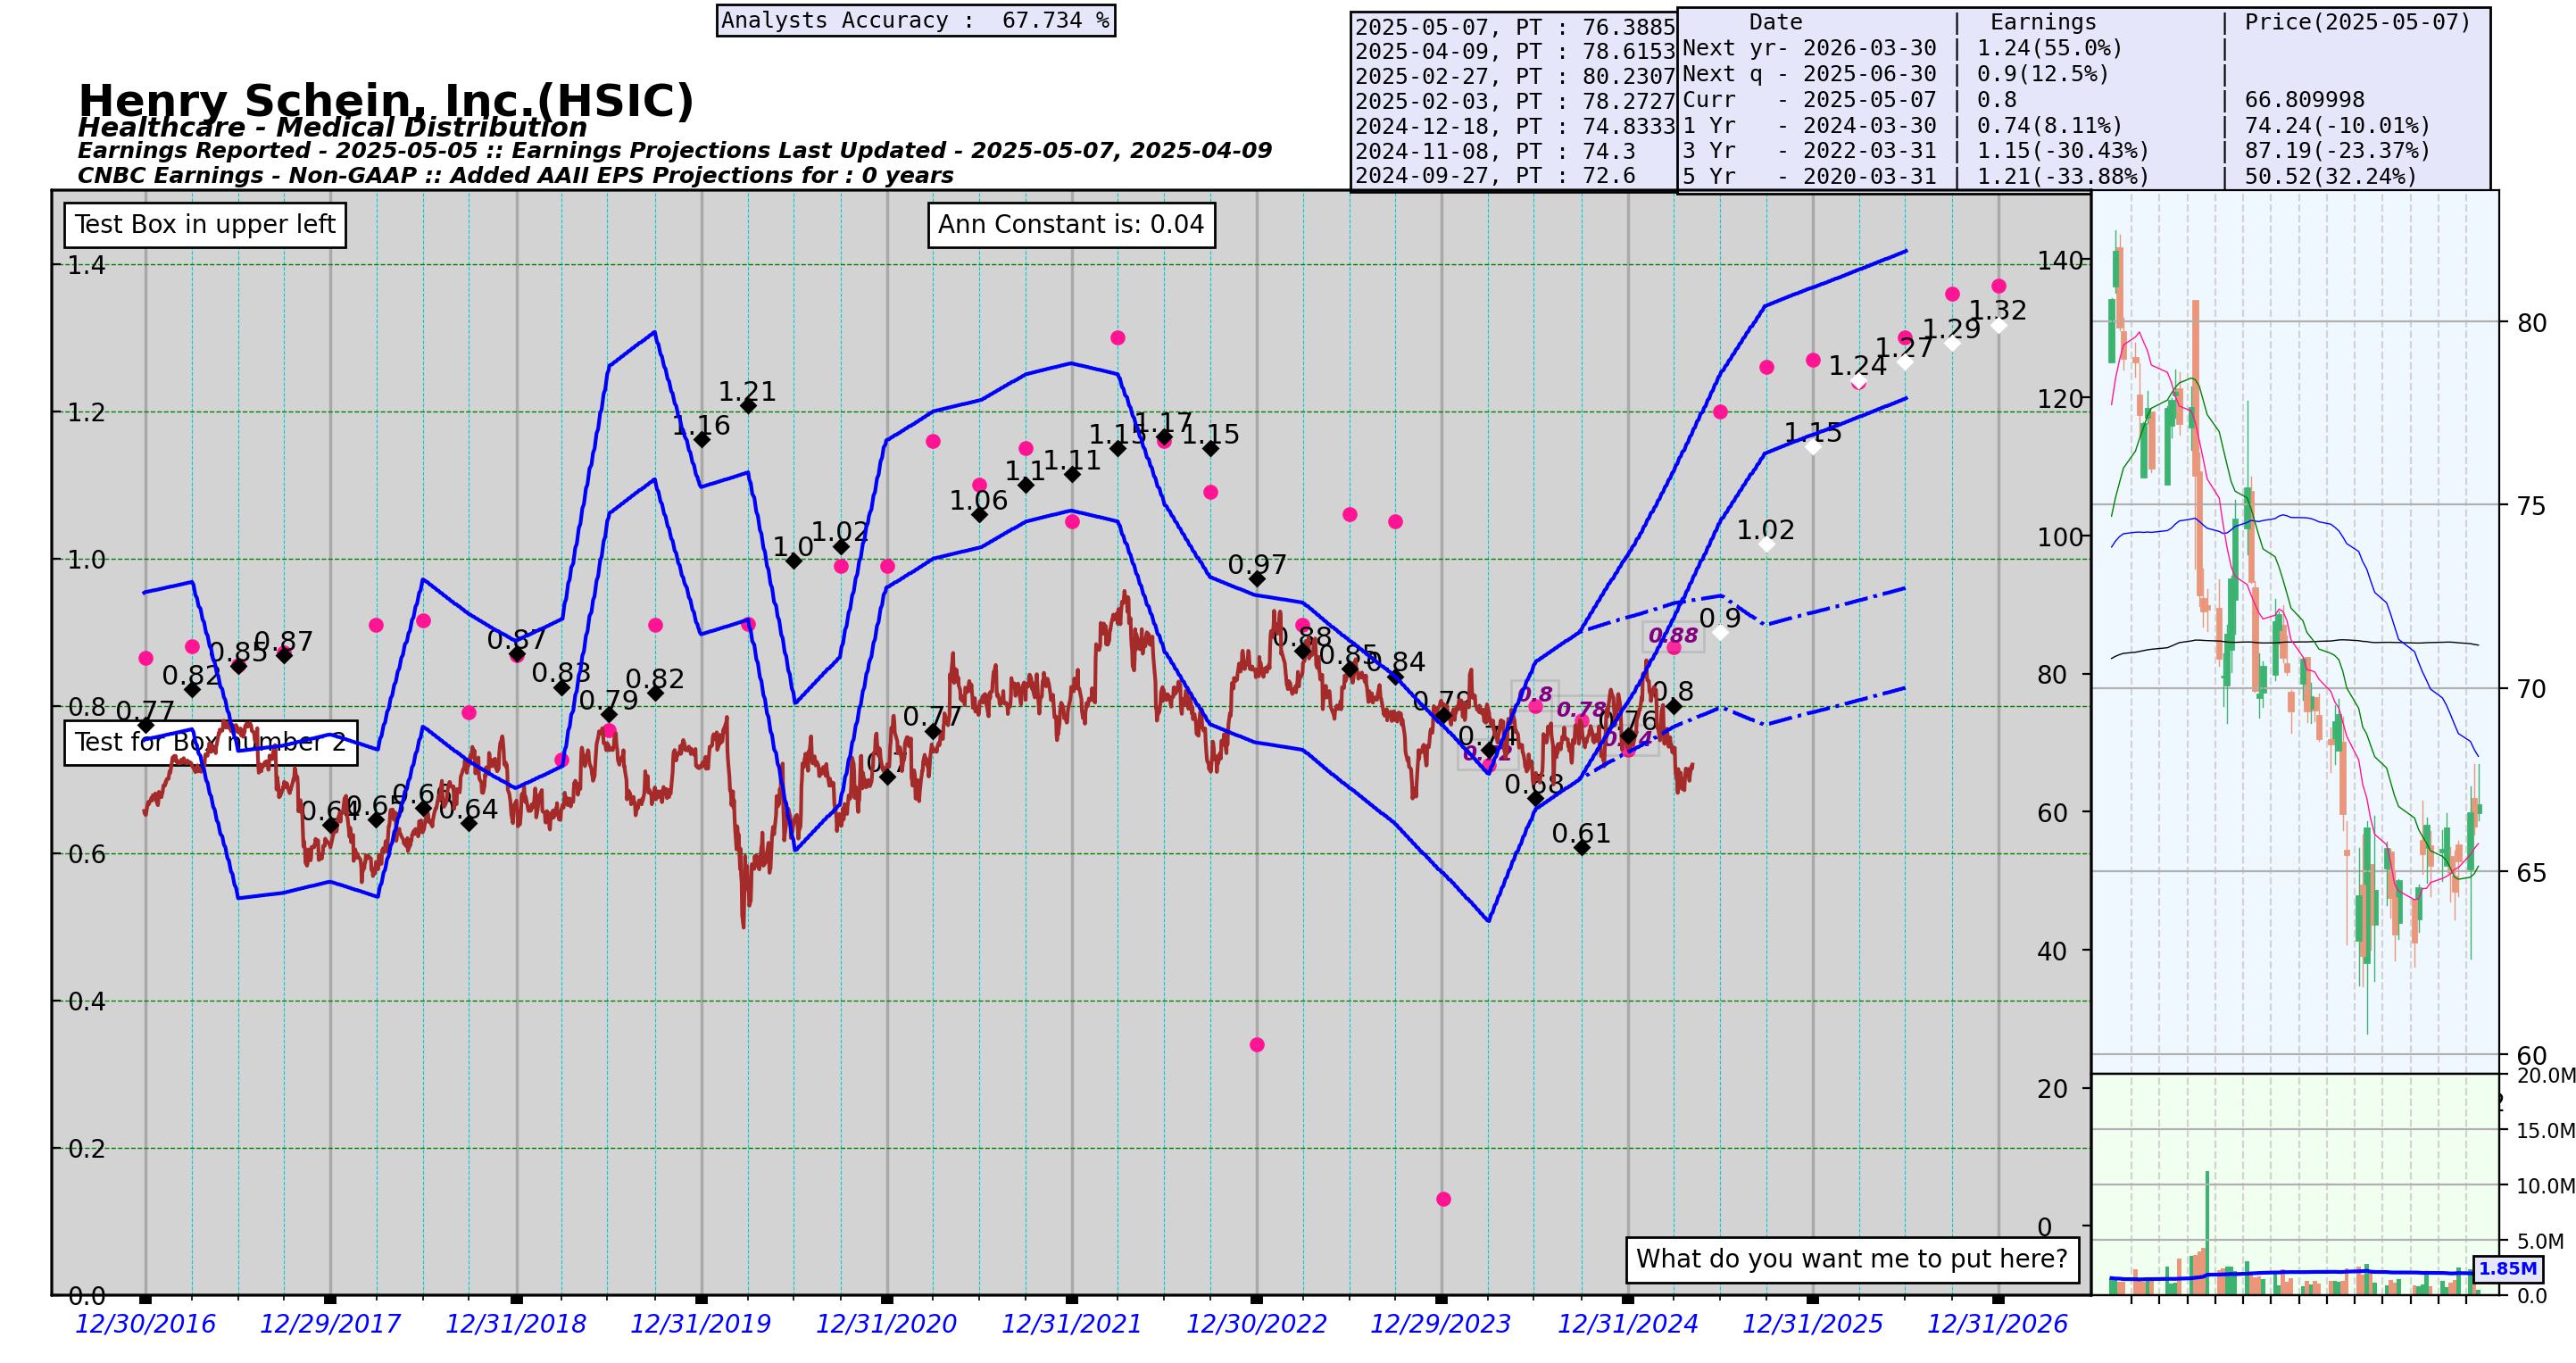 Analysts Accuracy :  67.734 %
2025-05-07, PT : 76.3885
2025-04-09, PT : 78.6153
2025-02-27, PT : 80.2307
2025-02-03, PT : 78.2727
2024-12-18, PT : 74.8333
2024-11-08, PT : 74.3
2024-09-27, PT : 72.6
Date | Earnings | Price(2025-05-07)
Next yr- 2026-03-30 | 1.24(55.0%) |
Next q - 2025-06-30 | 0.9(12.5%) |
Curr - 2025-05-07 | 0.8 | 66.809998
1 Yr - 2024-03-30 | 0.74(8.11%) | 74.24(-10.01%)
3 Yr - 2022-03-31 | 1.15(-30.43%) | 87.19(-23.37%)
5 Yr - 2020-03-31 | 1.21(-33.88%) | 50.52(32.24%)
Henry Schein, Inc.(HSIC)
Healthcare - Medical Distribution
Earnings Reported - 2025-05-05 :: Earnings Projections Last Updated - 2025-05-07, 2025-04-09
CNBC Earnings - Non-GAAP :: Added AAII EPS Projections for : 0 years
Test Box in upper left
Ann Constant is: 0.04
Test for Box number 2
What do you want me to put here?
1.4
1.2
1.0
0.8
0.6
0.4
0.2
0.0
0.77
0.82
0.85
0.87
0.64
0.65
0.66
0.64
0.87
0.83
0.79
0.82
1.16
1.21
1.0
1.02
0.7
0.77
1.06
1.1
1.11
1.15
1.17
1.15
0.97
0.88
0.85
0.84
0.79
0.74
0.68
0.61
0.76
0.8
0.9
1.02
1.15
1.24
1.27
1.29
1.32
0.8
0.78
0.88
140
120
100
80
60
40
20
0
80
75
70
65
60
20.0M
15.0M
10.0M
5.0M
0.0
1.85M
12/30/2016
12/29/2017
12/31/2018
12/31/2019
12/31/2020
12/31/2021
12/30/2022
12/29/2023
12/31/2024
12/31/2025
12/31/2026